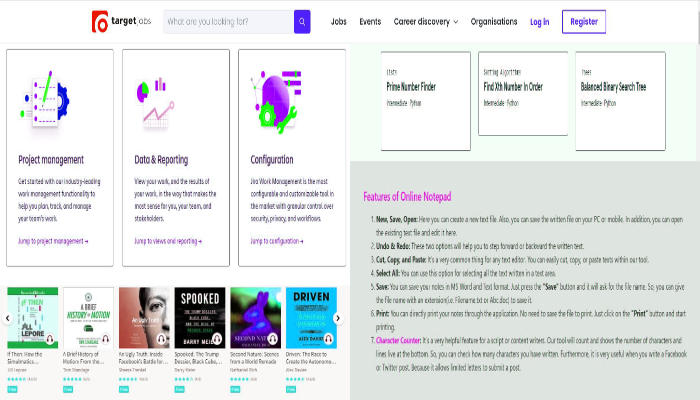 targetjobs
What are you looking for?
Jobs
Events
Career discovery
Organisations
Log in
Register
Project management
Get started with our industry-leading
work management functionality to
help you plan, track, and manage
your team's work.
Jump to project management →
Data & Reporting
View your work, and the results of
your work, in the way that makes the
most sense for you, your team, and
stakeholders.
Jump to views and reporting →
Configuration
Jira Work Management is the most
configurable and customizable tool in
the market with granular control over
security, privacy, and workflows.
Jump to configuration →
Lists
Prime Number Finder
Intermediate Python
Sorting Algorithms
Find Xth Number In Order
Intermediate Python
Trees
Balanced Binary Search Tree
Intermediate Python
Features of Online Notepad
1. New, Save, Open: Here you can create a new text file. Also, you can save the written file on your PC or mobile. In addition, you can open
the existing text file and edit it here.
2. Undo & Redo: These two options will help you to step forward or backward the written text.
3. Cut, Copy, and Paste: It's a very common thing for any text editor. You can easily cut, copy, or paste texts within our tool.
4. Select All: You can use this option for selecting all the text written in a text area.
5. Save: You can save your notes in MS Word and Text format. Just press the "Save" button and it will ask for the file name. So, you can give
the file name with an extension(i.e. Filename.txt or Abc.doc) to save it.
6. Print: You can directly print your notes through the application. No need to save the file to print. Just click on the "Print" button and start
printing.
7. Character Counter: It's a very helpful feature for a script or content writers. Our tool will count and shows the number of characters and
lines live at the bottom. So, you can check how many characters you have written. Furthermore, it is very useful when you write a Facebook
or Twitter post. Because it allows limited letters to submit a post.
IF THEN
JILL LEPORE
A BRIEF
HISTORY OF
MOTION
SPOOKED
BARRY MEIER
SECOND NATURE
DRIVEN
ALEX DAVIES
If Then: How the
Simulmatics...
Jill Lepore
A Brief History of
Motion: From the...
Tom Standage
An Ugly Truth: Inside
Facebook's Battle for...
Sheera Frenkel
Spooked: The Trump
Dossier, Black Cube,...
Barry Meier
Second Nature: Scenes
from a World Remade
Nathaniel Rich
Driven: The Race to
Create the Autonomo...
Alex Davies